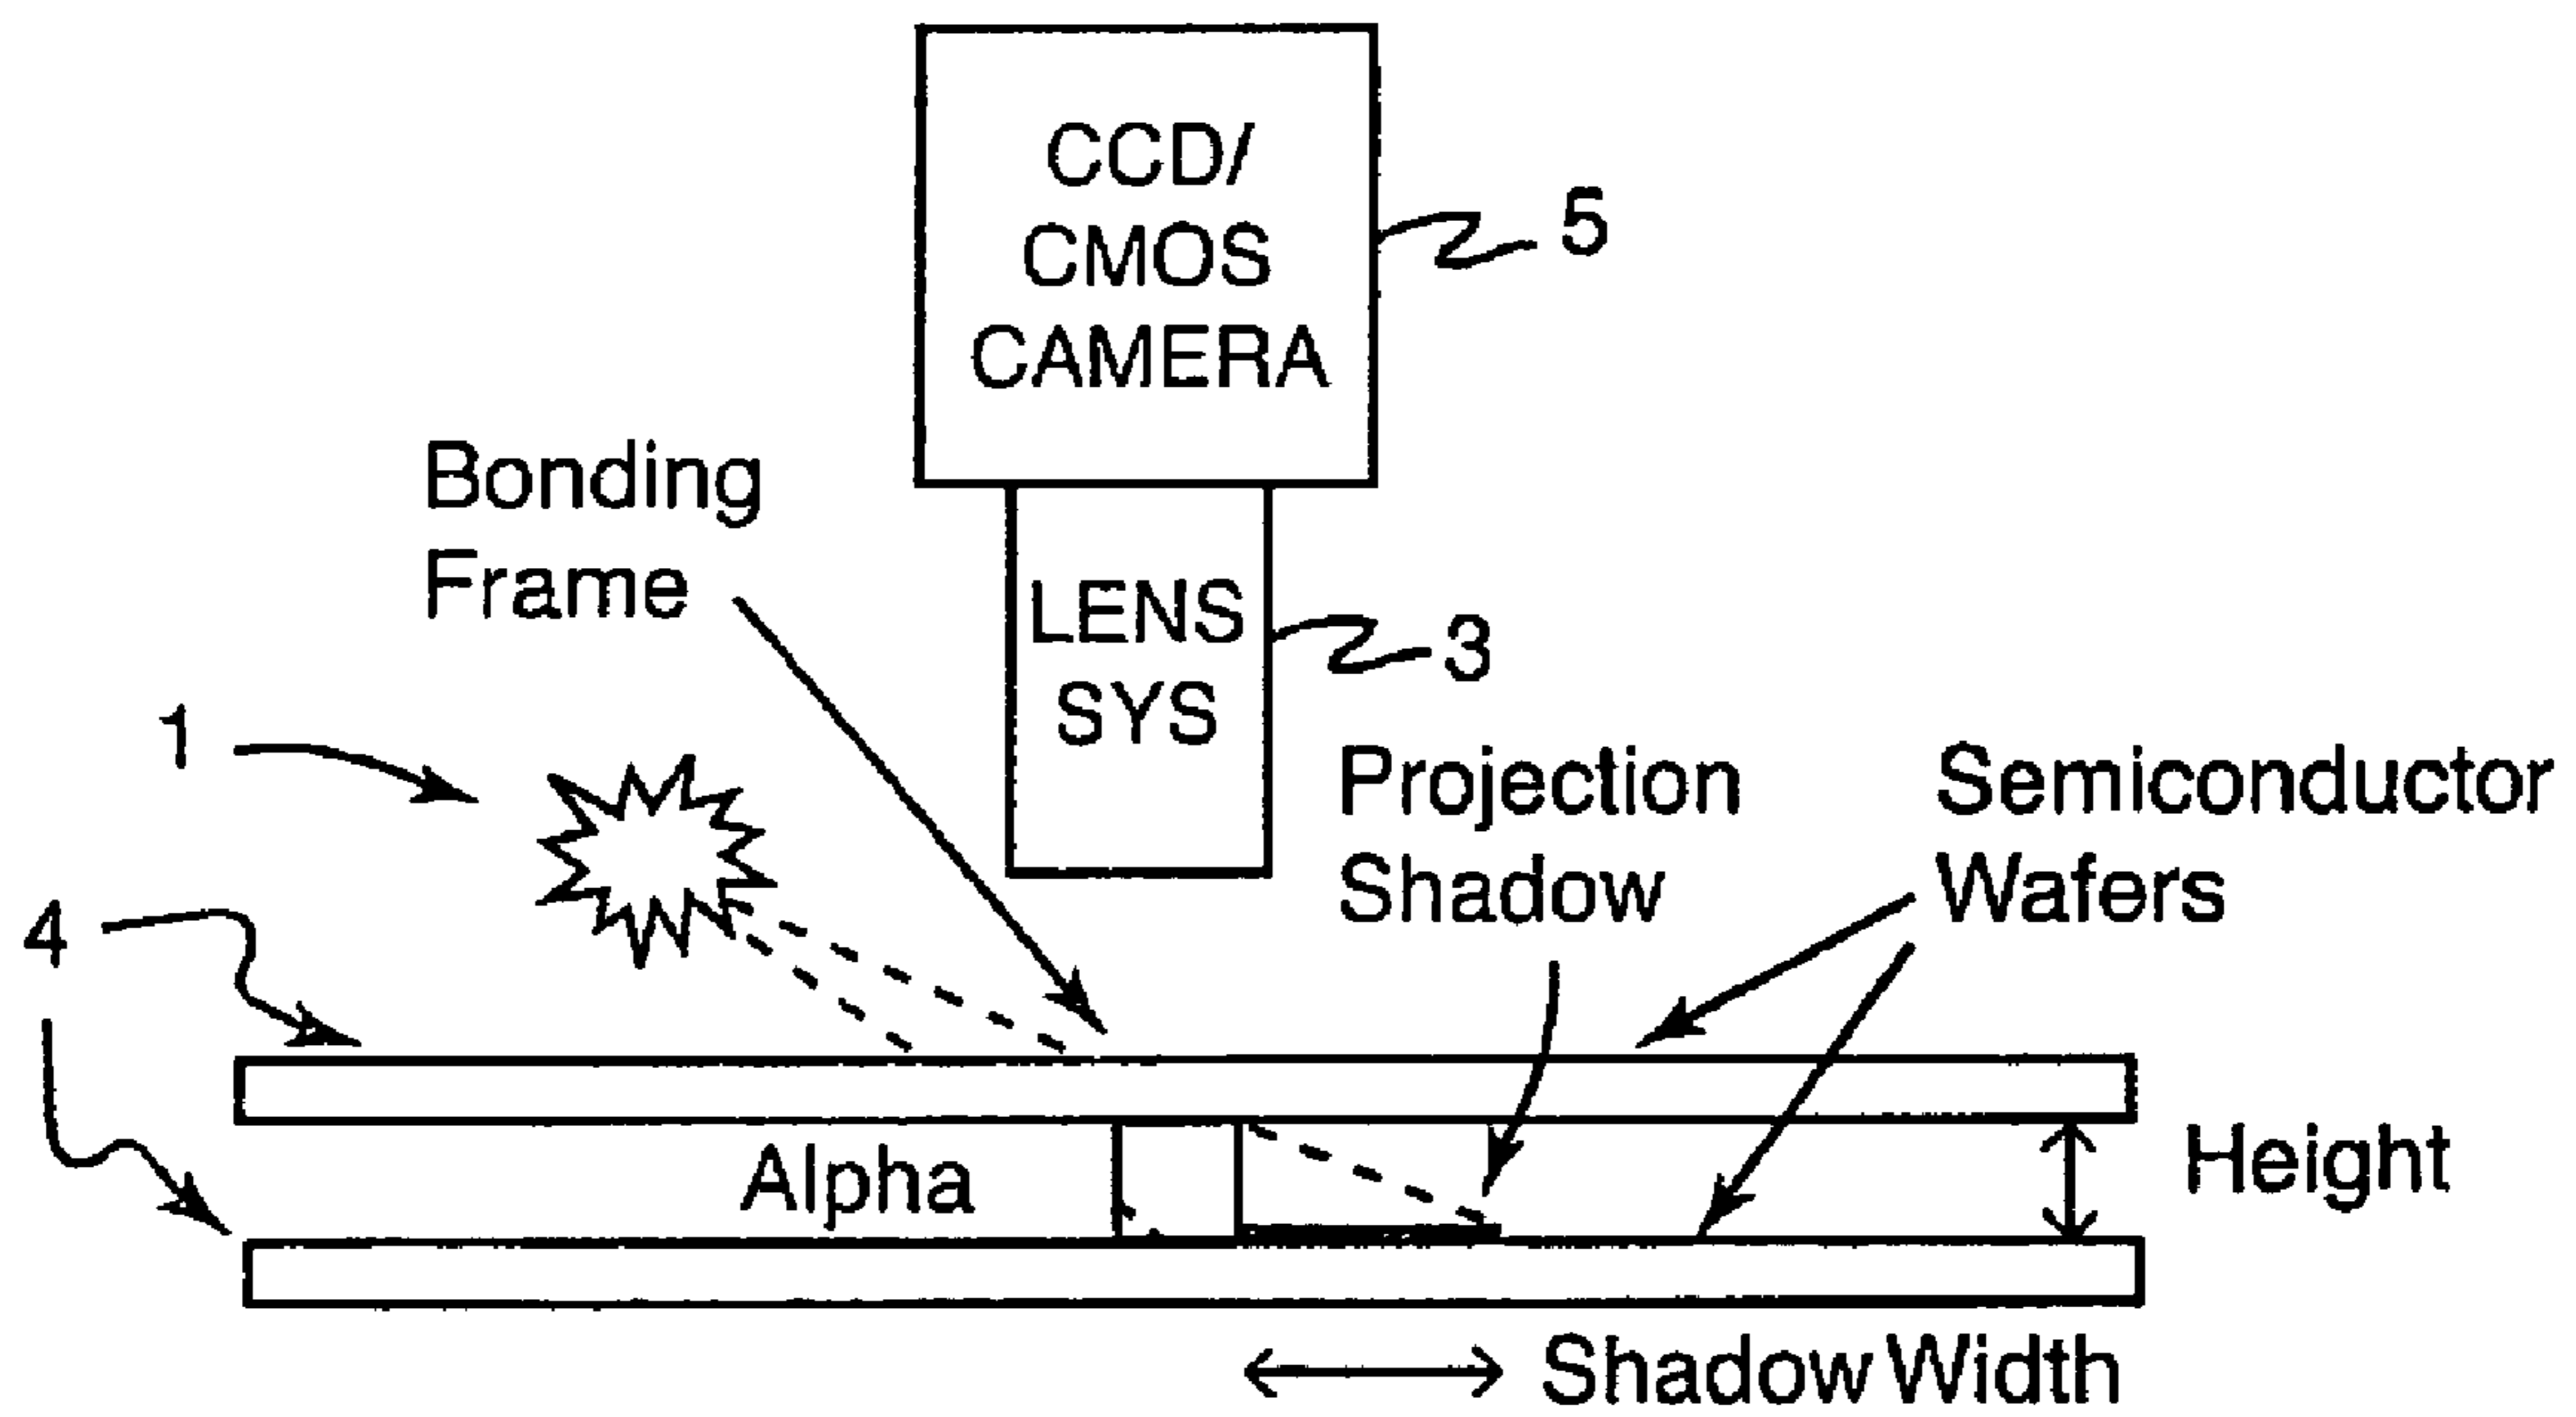 CCD/
CMOS
CAMERA
5
Bonding
Frame
LENS
SYS
3
1
Projection
Shadow
Semiconductor
Wafers
4
Alpha
Height
Shadow Width